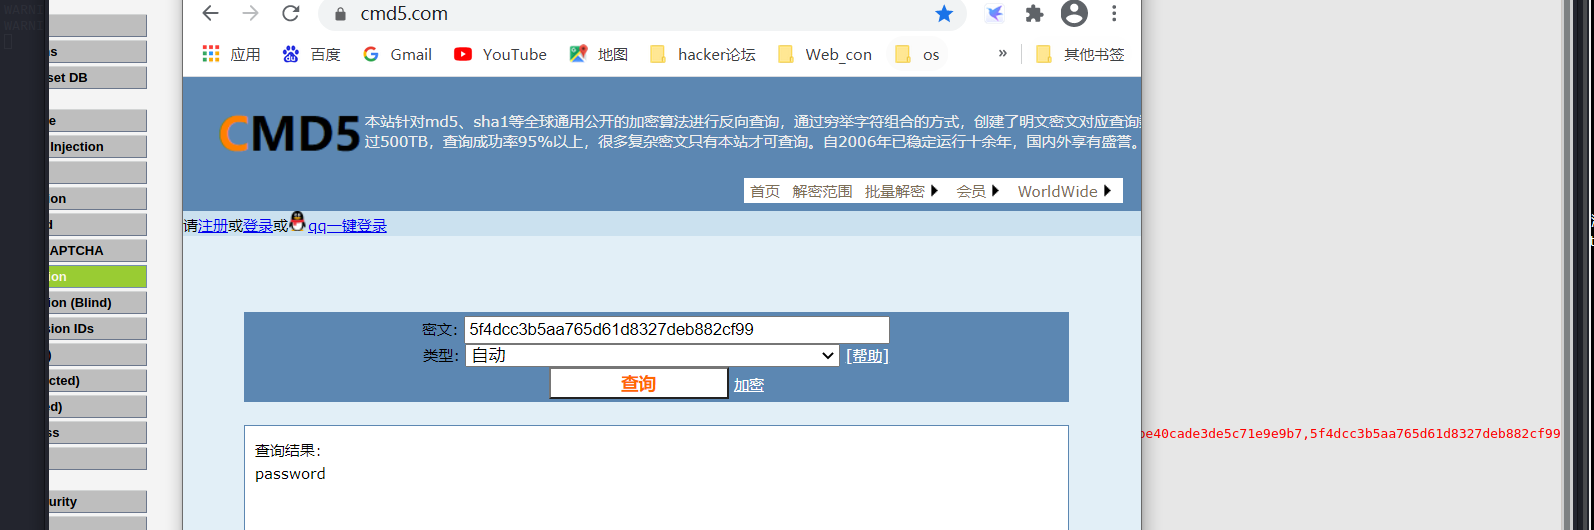 cmd5.com
应用 百度 Gmail YouTube 地图 hacker论坛 Web_con os » 其他书签
set DB
Injection
APTCHA
(Blind)
IDs
CMD5
本站针对md5、sha1等全球通用公开的加密算法进行反向查询，通过穷举字符组合的方式，创建了明文密文对应查询
过500TB，查询成功率95%以上，很多复杂密文只有本站才可查询。自2006年已稳定运行十余年，国内外享有盛誉。
首页 解密范围 批量解密 会员 WorldWide
请注册或登录或qq一键登录
密文: 5f4dcc3b5aa765d61d8327deb882cf99
类型: 自动 [帮助]
查询 加密
be40cade3de5c71e9e9b7,5f4dcc3b5aa765d61d8327deb882cf99
查询结果:
password